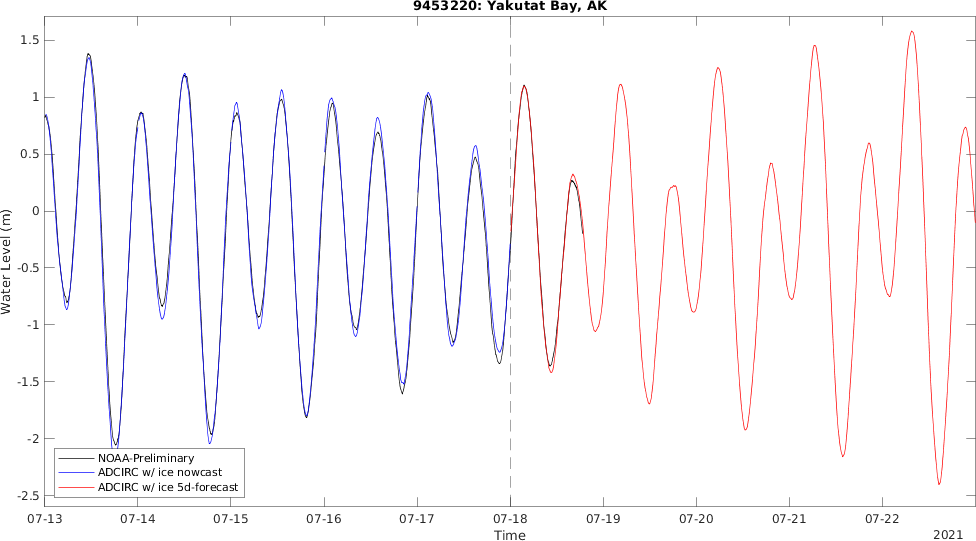 9453220: Yakutat Bay, AK
Water Level (m)
1.5
1
0.5
0
-0.5
-1
-1.5
-2
-2.5
NOAA-Preliminary
ADCIRC w/ ice nowcast
ADCIRC w/ ice 5d-forecast
07-13 07-14 07-15 07-16 07-17 07-18 07-19 07-20 07-21 07-22
Time
2021